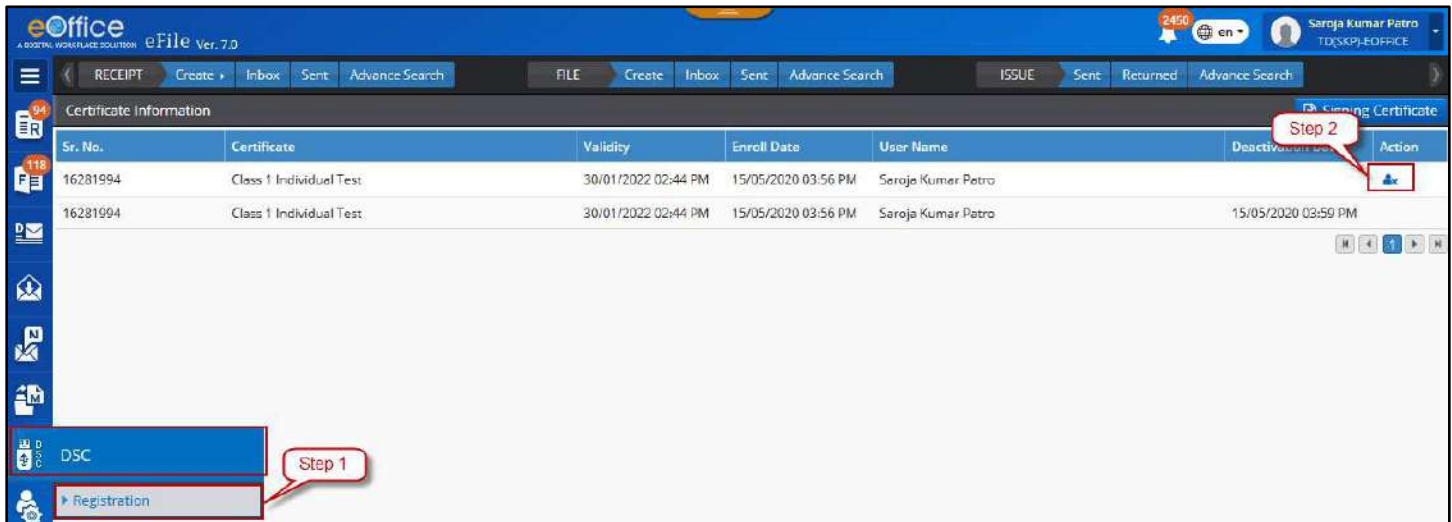 eOffice
A DIGITAL WORKPLACE SOLUTION eFile Ver. 7.0
2450
en
Saroja Kumar Patro
TD(SKP)-EOFFICE
RECEIPT Create Inbox Sent Advance Search FILE Create Inbox Sent Advance Search ISSUE Sent Returned Advance Search
94
R
Certificate Information
Signing Certificate
Step 2
Sr. No. Certificate Validity Enroll Date User Name Action
118
F
16281994 Class 1 Individual Test 30/01/2022 02:44 PM 15/05/2020 03:56 PM Saroja Kumar Patro
16281994 Class 1 Individual Test 30/01/2022 02:44 PM 15/05/2020 03:56 PM Saroja Kumar Patro 15/05/2020 03:59 PM
D
1
N
M
DSC
DSC
Step 1
Registration